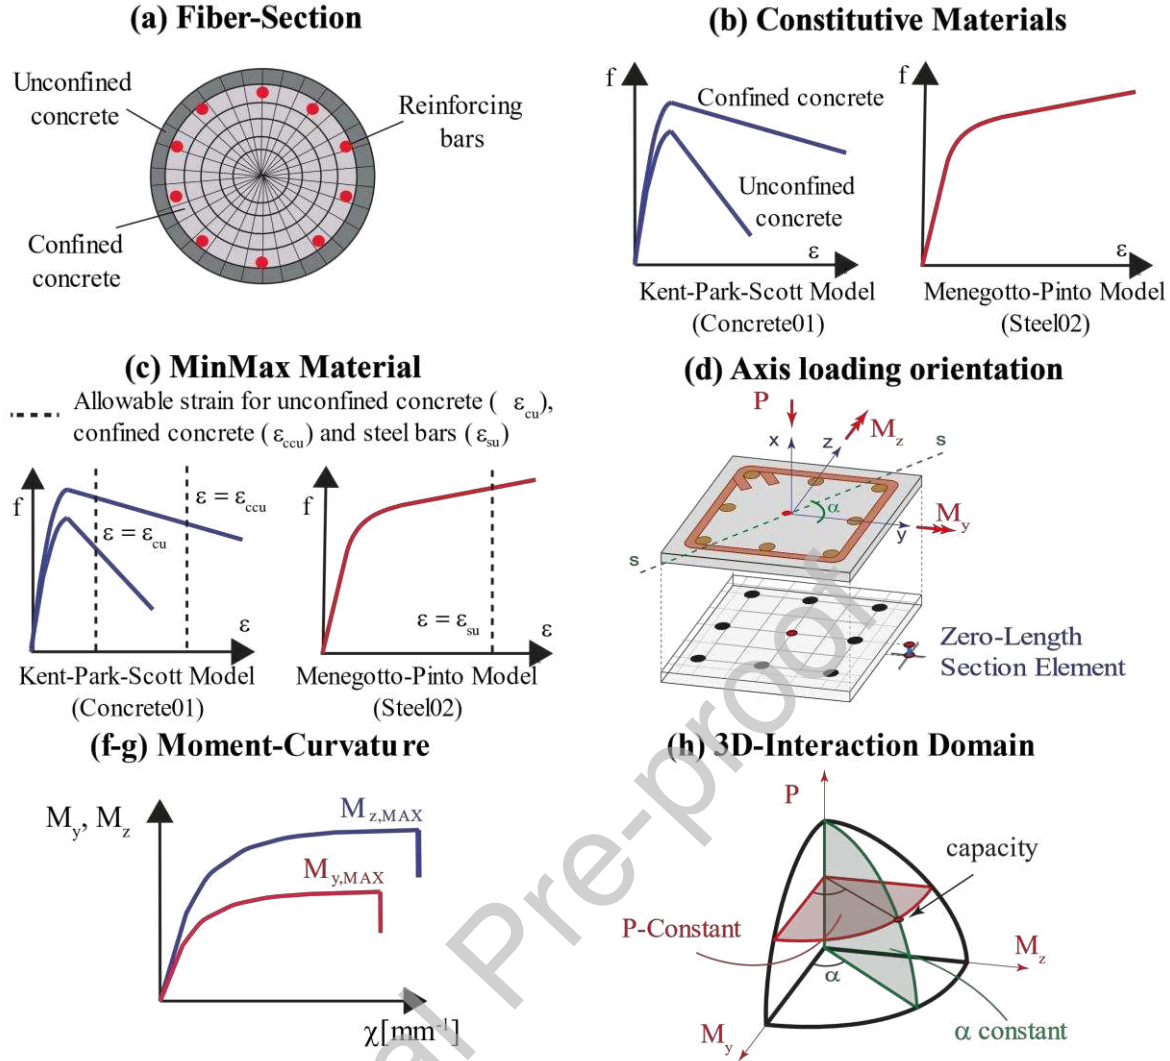 (a) Fiber-Section
Unconfined
concrete
Reinforcing
bars
Confined
concrete
(b) Constitutive Materials
f
Confined concrete
Unconfined
concrete
ε
Kent-Park-Scott Model
(Concrete01)
f
ε
Menegotto-Pinto Model
(Steel02)
(c) MinMax Material
Allowable strain for unconfined concrete ( ε_cu),
confined concrete (ε_ccu) and steel bars (ε_su)
f
ε = ε_ccu
ε = ε_cu
ε
Kent-Park-Scott Model
(Concrete01)
f
ε = ε_su
ε
Menegotto-Pinto Model
(Steel02)
(d) Axis loading orientation
P
x
z
M_z
s
α
M_y
y
s
Zero-Length
Section Element
(f-g) Moment-Curvature
M_y, M_z
M_z,MAX
M_y,MAX
χ[mm⁻¹]
(h) 3D-Interaction Domain
P
capacity
P-Constant
M_z
α
α constant
M_y
al Pre-proof